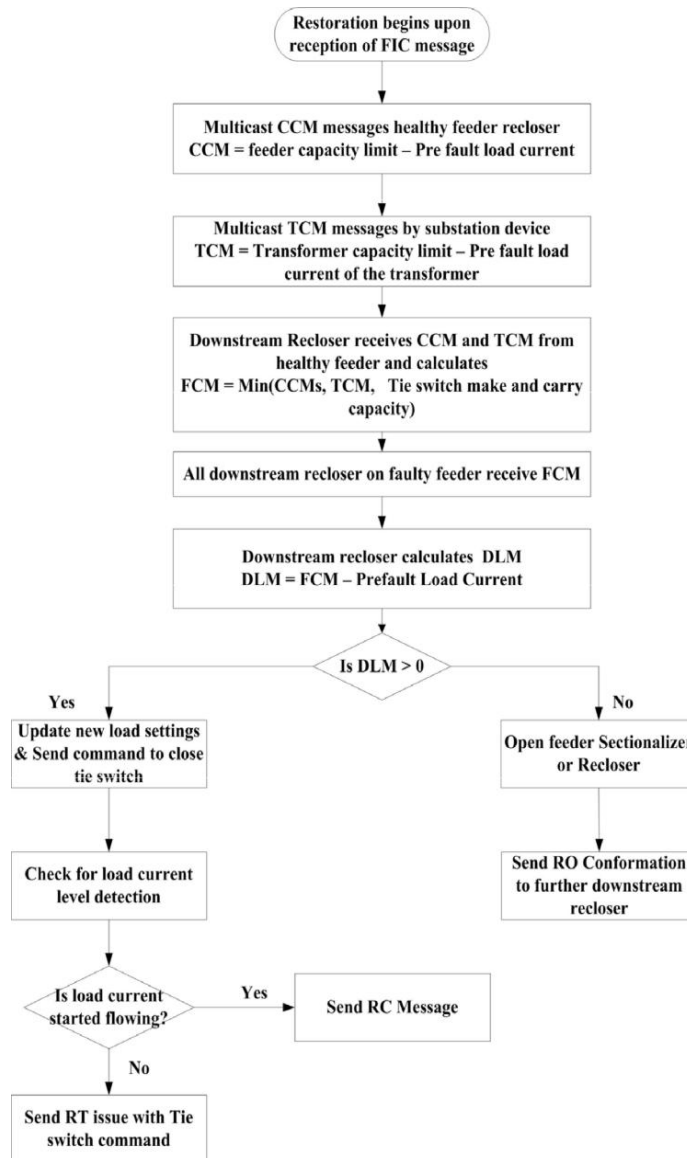 Restoration begins upon
reception of FIC message
Multicast CCM messages healthy feeder recloser
CCM = feeder capacity limit – Pre fault load current
Multicast TCM messages by substation device
TCM = Transformer capacity limit – Pre fault load
current of the transformer
Downstream Recloser receives CCM and TCM from
healthy feeder and calculates
FCM = Min(CCMs, TCM, Tie switch make and carry
capacity)
All downstream recloser on faulty feeder receive FCM
Downstream recloser calculates DLM
DLM = FCM – Prefault Load Current
Is DLM > 0
Yes
No
Update new load settings
& Send command to close
tie switch
Open feeder Sectionalizer
or Recloser
Check for load current
level detection
Send RO Conformation
to further downstream
recloser
Is load current
started flowing?
Yes
Send RC Message
No
Send RT issue with Tie
switch command